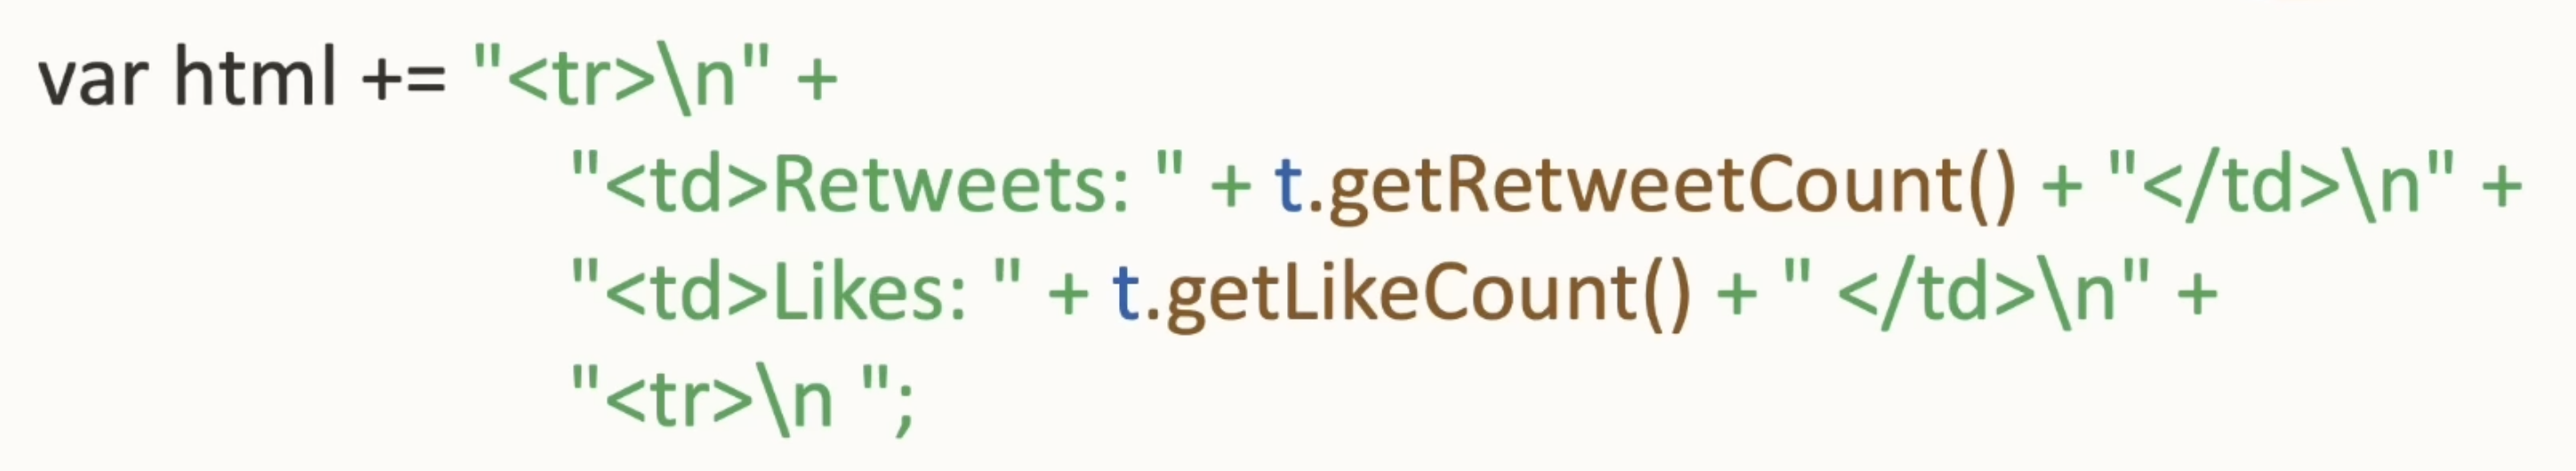 var html += "<tr>\n" +
"<td>Retweets: " + t.getRetweetCount() + "</td>\n" +
"<td>Likes: " + t.getLikeCount() + " </td>\n" +
"<tr>\n ";